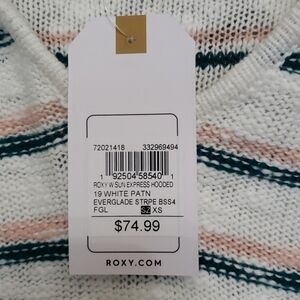 72021418 332969494
1 92504 58540 1
ROXY W SUN EXPRESS HOODED
19 WHITE PATN
EVERGLADE STRPE BSS4
FGL SZ XS
$74.99
ROXY.COM